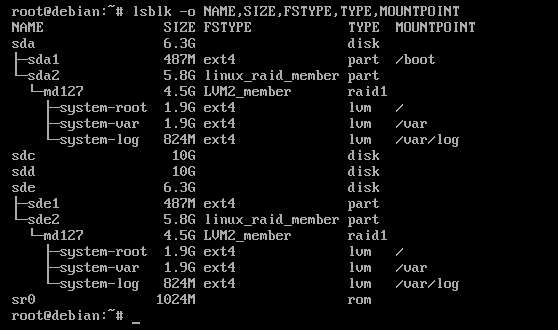 root@debian:~# lsblk -o NAME,SIZE,FSTYPE,TYPE,MOUNTPOINT
NAME                SIZE FSTYPE            TYPE  MOUNTPOINT
sda                 6.3G                   disk
├─sda1              487M ext4              part  /boot
└─sda2              5.8G linux_raid_member part
  └─md127           4.5G LVM2_member       raid1
    ├─system-root   1.9G ext4              lvm   /
    ├─system-var    1.9G ext4              lvm   /var
    └─system-log    824M ext4              lvm   /var/log
sdc                  10G                   disk
sdd                  10G                   disk
sde                 6.3G                   disk
├─sde1              487M ext4              part
└─sde2              5.8G linux_raid_member part
  └─md127           4.5G LVM2_member       raid1
    ├─system-root   1.9G ext4              lvm   /
    ├─system-var    1.9G ext4              lvm   /var
    └─system-log    824M ext4              lvm   /var/log
sr0                1024M                   rom
root@debian:~# _